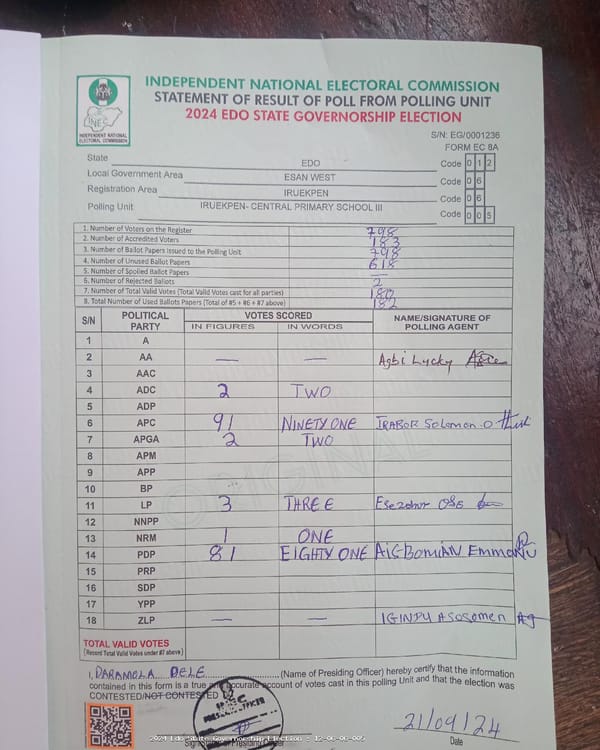 INDEPENDENT NATIONAL ELECTORAL COMMISSION
STATEMENT OF RESULT OF POLL FROM POLLING UNIT
2024 EDO STATE GOVERNORSHIP ELECTION
INEC
INDEPENDENT NATIONAL ELECTORAL COMMISSION
S/N: EG/0001236
FORM EC 8A
State EDO Code 0 1 2
Local Government Area ESAN WEST Code 0 6
Registration Area IRUEKPEN Code 0 6
Polling Unit IRUEKPEN- CENTRAL PRIMARY SCHOOL III Code 0 0 5
1. Number of Voters on the Register 798
2. Number of Accredited Voters 183
3. Number of Ballot Papers Issued to the Polling Unit 798
4. Number of Unused Ballot Papers 618
5. Number of Spoiled Ballot Papers —
6. Number of Rejected Ballots 2
7. Number of Total Valid Votes (Total Valid Votes cast for all parties) 180
8. Total Number of Used Ballots Papers (Total of #5 + #6 + #7 above) 182
S/N POLITICAL PARTY VOTES SCORED NAME/SIGNATURE OF POLLING AGENT
IN FIGURES IN WORDS
1 A
2 AA — — Agbi Lucky
3 AAC
4 ADC 2 TWO
5 ADP
6 APC 91 NINETY ONE IRABOR Solomon.O
7 APGA 2 TWO
8 APM
9 APP
10 BP
11 LP 3 THREE
12 NNPP
13 NRM 1 ONE
14 PDP 81 EIGHTY ONE AIGBOMIAN
15 PRP
16 SDP
17 YPP
18 ZLP — —
ORIGINAL
TOTAL VALID VOTES
(Record Total Valid Votes under #7 above)
I, DARAMOLA DELE (Name of Presiding Officer) hereby certify that the information
contained in this form is a true and accurate account of votes cast in this polling Unit and that the election was
CONTESTED/NOT CONTESTED
INEC
PRESIDING OFFICER
21/09/24
2024 Edo State Governorship Election - 12-06-06-005
Signature of Presiding Officer Date